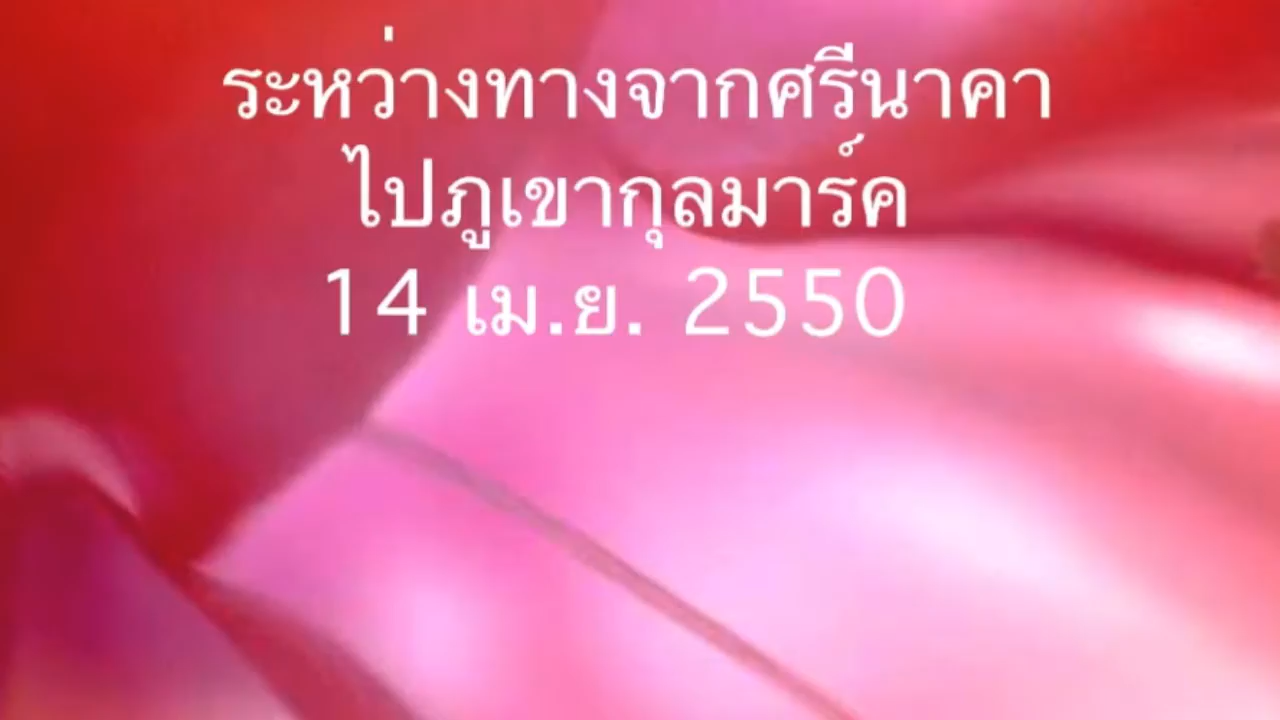 ระหว่างทางจากศรีนาคา
ไปภูเขากุลมาร์ค
14 เม.ย. 2550